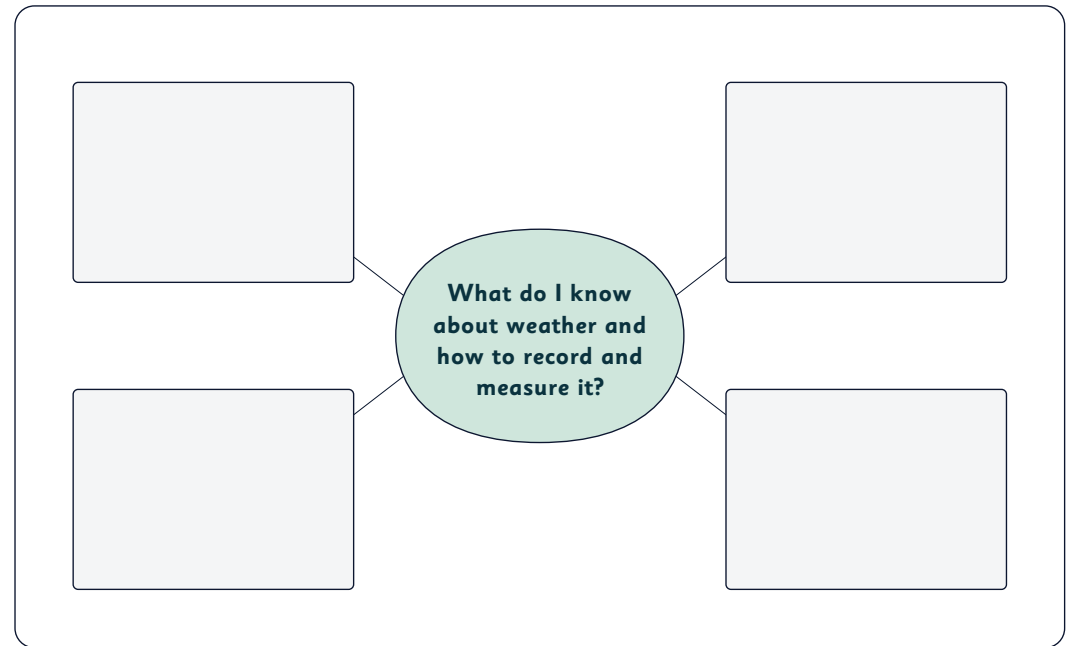 What do I know
about weather and
how to record and
measure it?